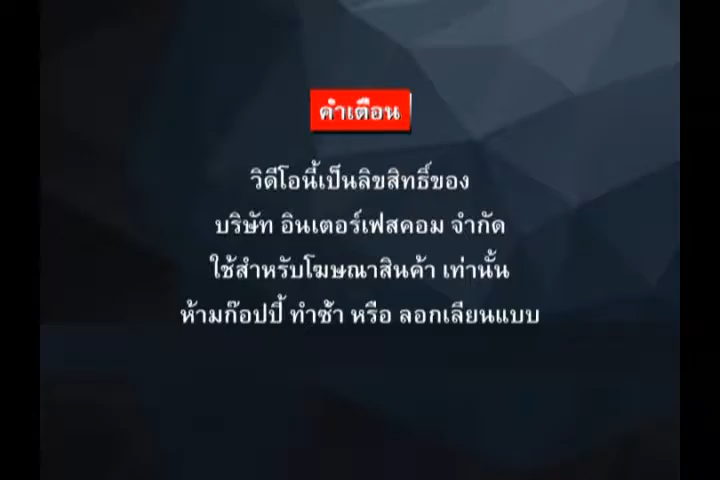 คำเตือน
วิดีโอนี้เป็นลิขสิทธิ์ของ
บริษัท อินเตอร์เฟสคอม จำกัด
ใช้สำหรับโฆษณาสินค้า เท่านั้น
ห้ามก๊อปปี้ ทำซ้ำ หรือ ลอกเลียนแบบ